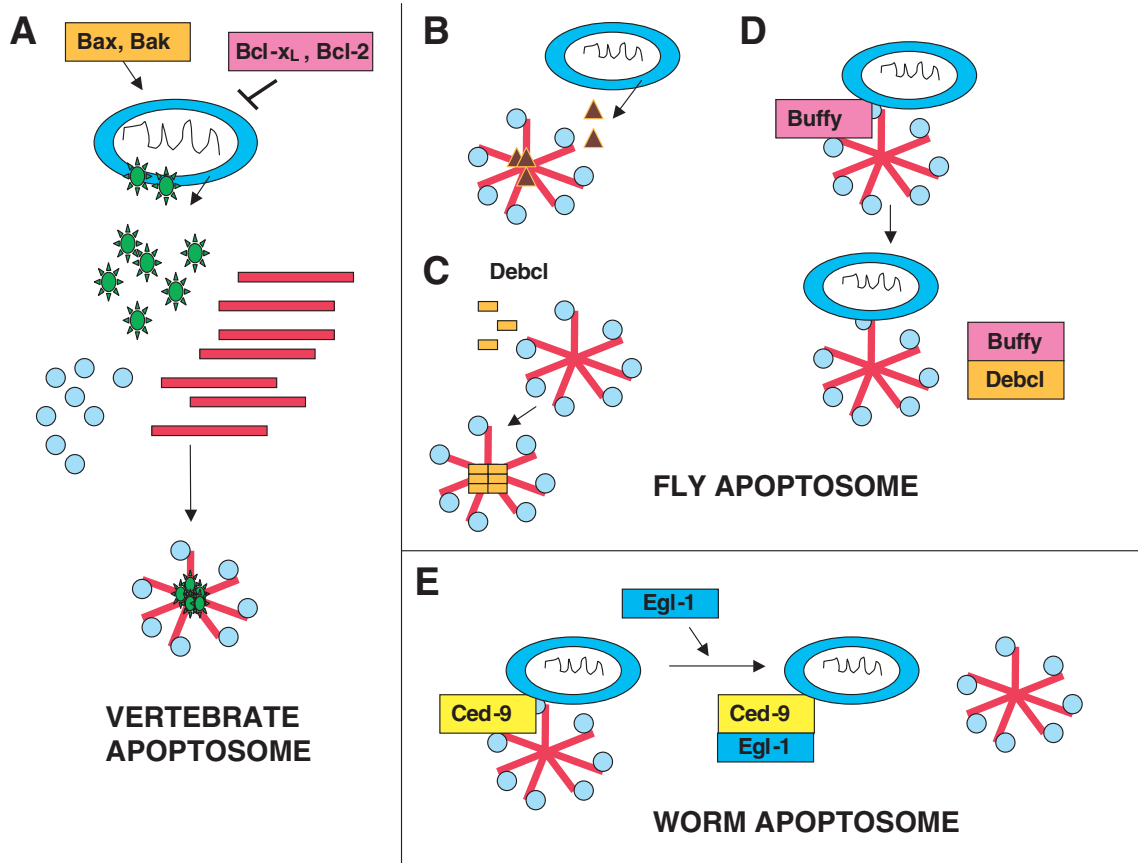 A
Bax, Bak
Bcl-xL , Bcl-2
VERTEBRATE
APOPTOSOME
B
C
Debcl
D
Buffy
Buffy
Debcl
FLY APOPTOSOME
E
Egl-1
Ced-9
Ced-9
Egl-1
WORM APOPTOSOME